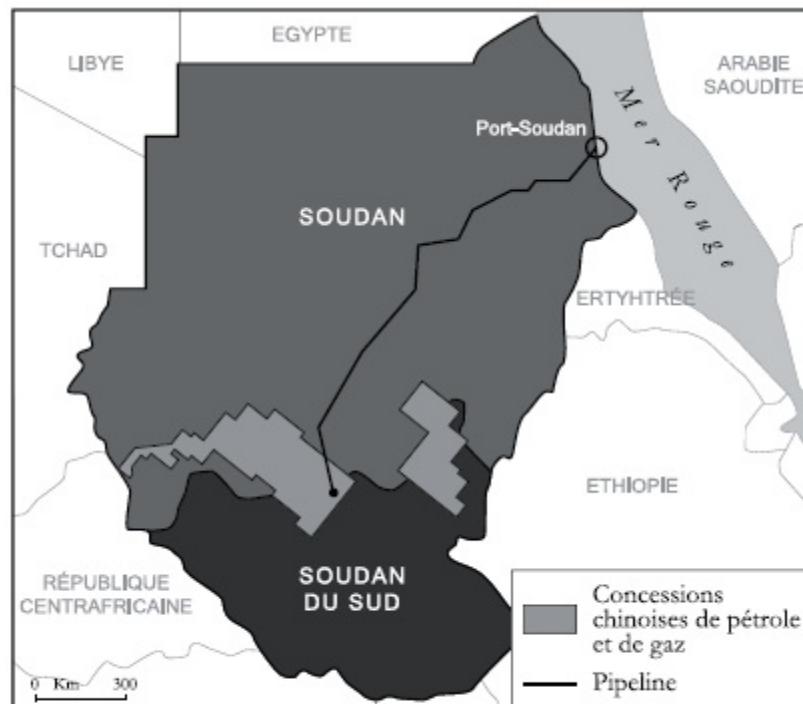 EGYPTE
LIBYE
ARABIE
SAOUDITE
Port-Soudan
Mer Rouge
SOUDAN
TCHAD
ERTYHTRÉE
ETHIOPIE
SOUDAN
DU SUD
RÉPUBLIQUE
CENTRAFRICAINE
Concessions
chinoises de pétrole
et de gaz
Pipeline
0 Km 300